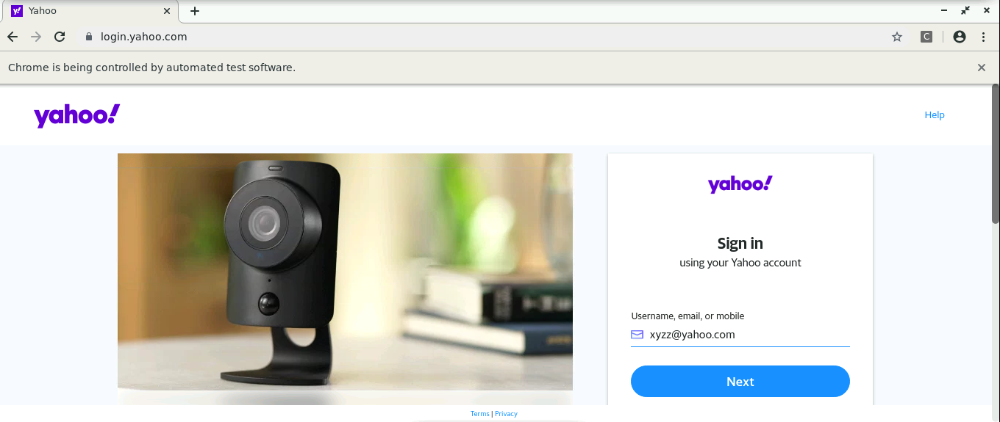 Yahoo
login.yahoo.com
C
Chrome is being controlled by automated test software.
yahoo!
Help
yahoo!
Sign in
using your Yahoo account
Username, email, or mobile
xyzz@yahoo.com
Next
Terms | Privacy